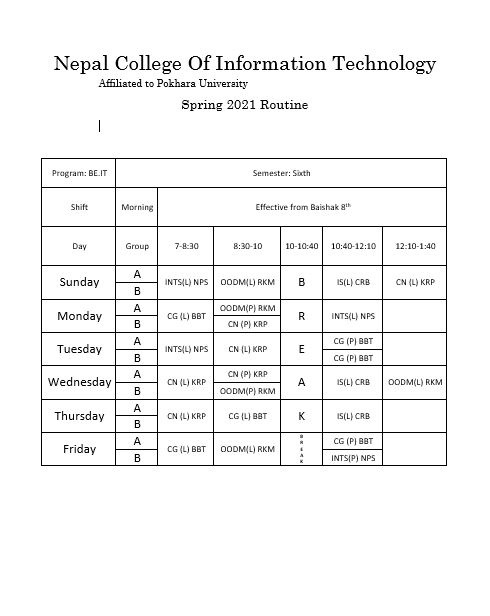 Nepal College Of Information Technology
Affiliated to Pokhara University
Spring 2021 Routine
Program: BE.IT Semester: Sixth
Shift Morning Effective from Baishak 8th
Day Group 7-8:30 8:30-10 10-10:40 10:40-12:10 12:10-1:40
Sunday A B INTS(L) NPS OODM(L) RKM B IS(L) CRB CN (L) KRP
Monday A B CG (L) BBT OODM(P) RKM CN (P) KRP R INTS(L) NPS
Tuesday A B INTS(L) NPS CN (L) KRP E CG (P) BBT CG (P) BBT
Wednesday A B CN (L) KRP CN (P) KRP OODM(P) RKM A IS(L) CRB OODM(L) RKM
Thursday A B CN (L) KRP CG (L) BBT K IS(L) CRB
Friday A B CG (L) BBT OODM(L) RKM BREAK CG (P) BBT INTS(P) NPS